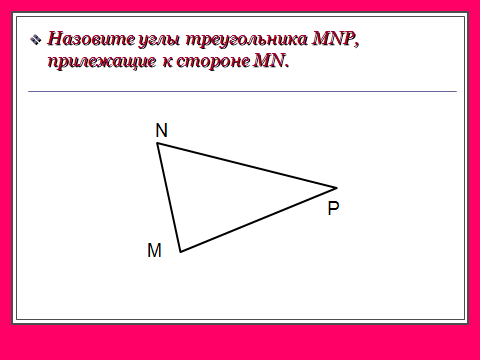 Назовите углы треугольника MNP,
прилежащие к стороне MN.
N
P
M